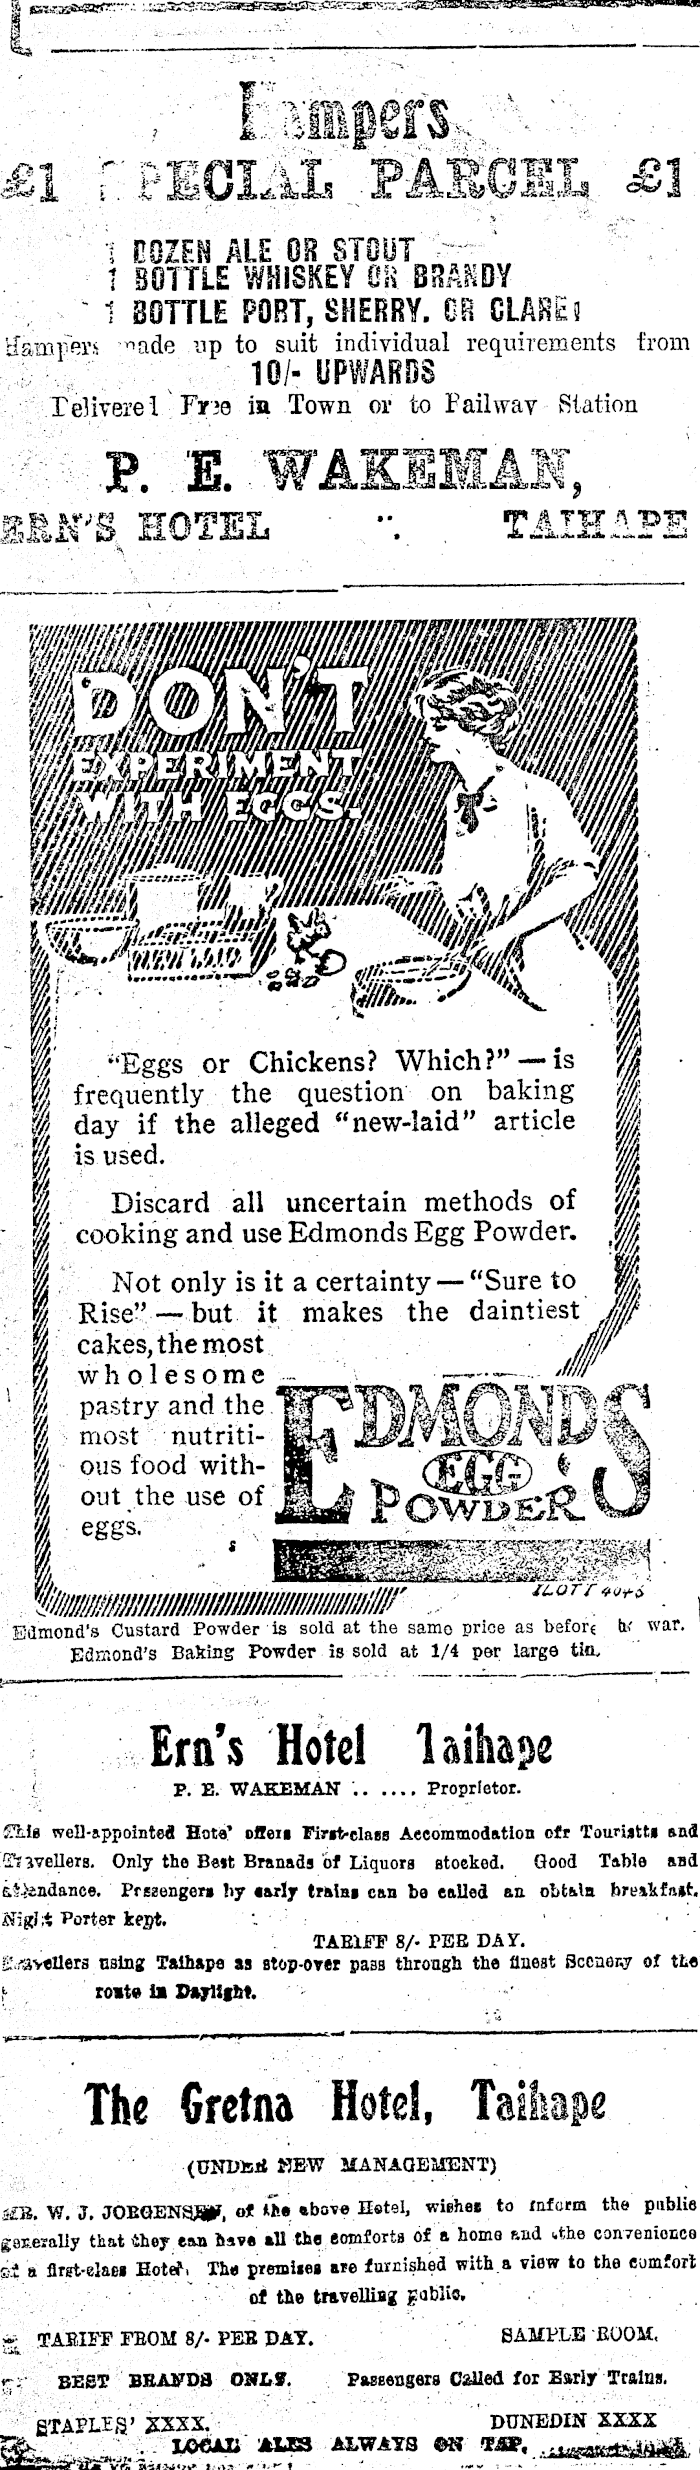 Hampers
£1 SPECIAL PARCEL £1
1 DOZEN ALE OR STOUT
1 BOTTLE WHISKEY OR BRANDY
1 BOTTLE PORT, SHERRY. OR CLARET
Hampers made up to suit individual requirements from
10/- UPWARDS
Delivered Free in Town or to Railway Station
P. E. WAKEMAN,
ERN'S HOTEL TAIHAPE
DON'T
EXPERIMENT
WITH EGGS.
NEW LAID
"Eggs or Chickens? Which?" — is
frequently the question on baking
day if the alleged "new-laid" article
is used.
Discard all uncertain methods of
cooking and use Edmonds Egg Powder.
Not only is it a certainty — "Sure to
Rise" — but it makes the daintiest
cakes, the most
wholesome
pastry and the
most nutriti-
ous food with-
out the use of
eggs.
EDMONDS
EGG
POWDER
ILOTT 4046
Edmond's Custard Powder is sold at the same price as before war.
Edmond's Baking Powder is sold at 1/4 per large tin.
Ern's Hotel Taihape
P. E. WAKEMAN .. .... Proprietor.
This well-appointed Hotel offers First-class Accommodation ofr Touristts and
Travellers. Only the Best Branads of Liquors stocked. Good Table and
attendance. Prssengers by early trains can be called an obtain breakfast.
Night Porter kept.
TARIFF 8/- PER DAY.
Travellers using Taihape as stop-over pass through the finest Scenery of the
route in Daylight.
The Gretna Hotel, Taihape
(UNDER NEW MANAGEMENT)
MR. W. J. JORGENSEN, of the above Hotel, wishes to inform the public
generally that they can have all the comforts of a home and the convenience
of a first-class Hotel. The premises are furnished with a view to the comfort
of the travelling public.
TARIFF FROM 8/- PER DAY. SAMPLE ROOM.
BEST BRANDS ONLY. Passengers Called for Early Trains.
STAPLES' XXXX. DUNEDIN XXXX
LOCAL ALES ALWAYS ON TAP.